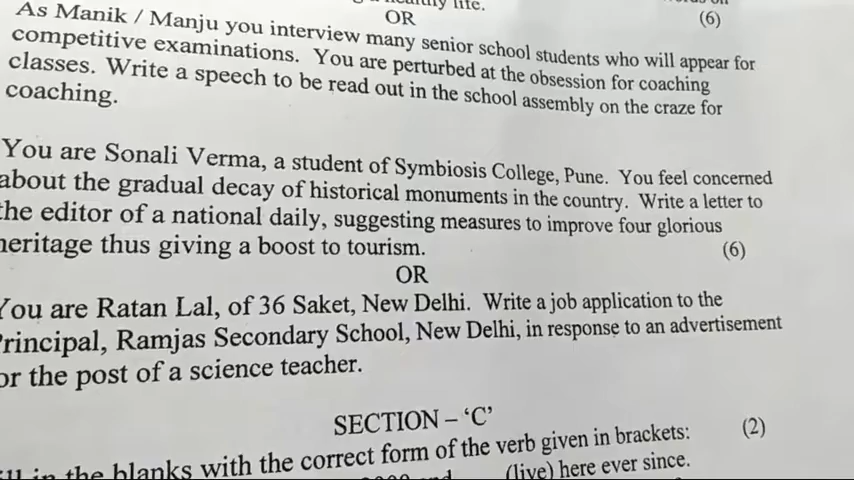 healthy life.
OR
(6)
As Manik / Manju you interview many senior school students who will appear for
competitive examinations. You are perturbed at the obsession for coaching
classes. Write a speech to be read out in the school assembly on the craze for
coaching.
You are Sonali Verma, a student of Symbiosis College, Pune. You feel concerned
about the gradual decay of historical monuments in the country. Write a letter to
the editor of a national daily, suggesting measures to improve four glorious
heritage thus giving a boost to tourism. (6)
OR
You are Ratan Lal, of 36 Saket, New Delhi. Write a job application to the
Principal, Ramjas Secondary School, New Delhi, in response to an advertisement
or the post of a science teacher.
SECTION – ‘C’
ill in the blanks with the correct form of the verb given in brackets: (2)
(live) here ever since.